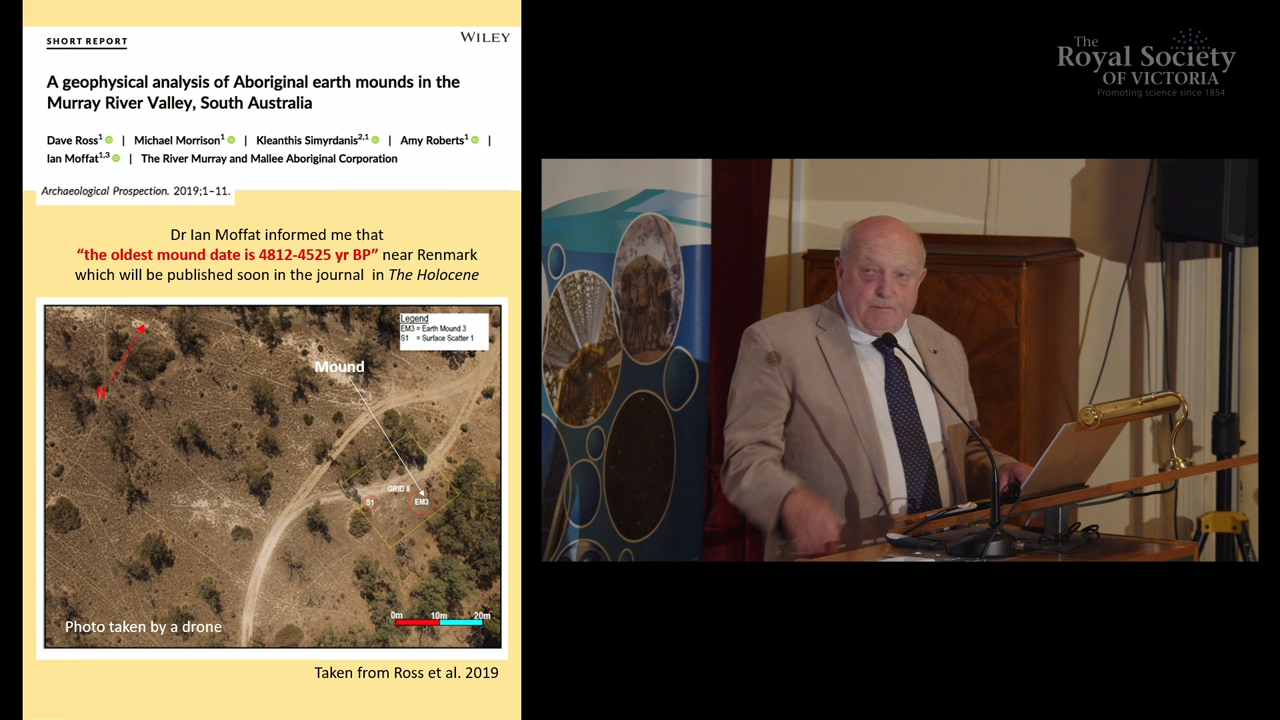 SHORT REPORT
WILEY
A geophysical analysis of Aboriginal earth mounds in the
Murray River Valley, South Australia
Dave Ross1 | Michael Morrison1 | Kleanthis Simyrdanis2,1 | Amy Roberts1 |
Ian Moffat1,3 | The River Murray and Mallee Aboriginal Corporation
Archaeological Prospection. 2019;1–11.
Dr Ian Moffat informed me that
“the oldest mound date is 4812-4525 yr BP” near Renmark
which will be published soon in the journal in The Holocene
Legend
EM3 = Earth Mound 3
S1 = Surface Scatter 1
N
Mound
GRID II
S1
EM3
0m 10m 20m
Photo taken by a drone
Taken from Ross et al. 2019
The
Royal Society
OF VICTORIA
Promoting science since 1854